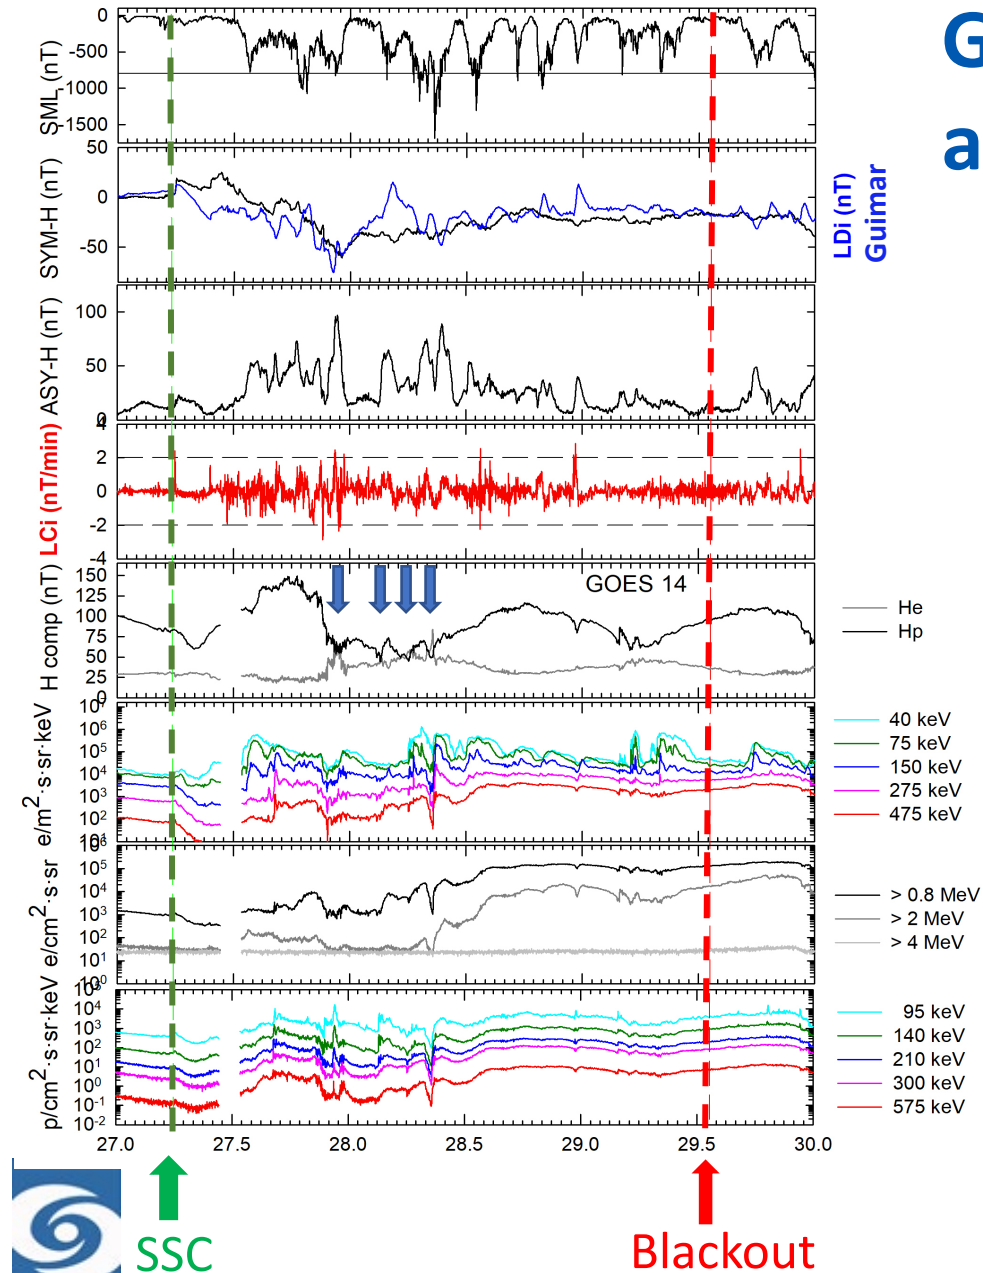 G
a
SML (nT)
0
-500
-1000
-1500
SYM-H (nT)
50
0
-50
LDi (nT)
Guimar
ASY-H (nT)
100
50
0
LCi (nT/min)
4
2
0
-2
-4
H comp (nT)
150
125
100
75
50
25
0
GOES 14
He
Hp
e/m²·s·sr·keV
10⁶
10⁵
10⁴
10³
10²
10¹
40 keV
75 keV
150 keV
275 keV
475 keV
e/cm²·s·sr
10⁵
10⁴
10³
10²
10¹
10⁰
> 0.8 MeV
> 2 MeV
> 4 MeV
p/cm²·s·sr·keV
10⁵
10⁴
10³
10²
10¹
10⁰
10⁻¹
10⁻²
95 keV
140 keV
210 keV
300 keV
575 keV
27.0 27.5 28.0 28.5 29.0 29.5 30.0
SSC
Blackout